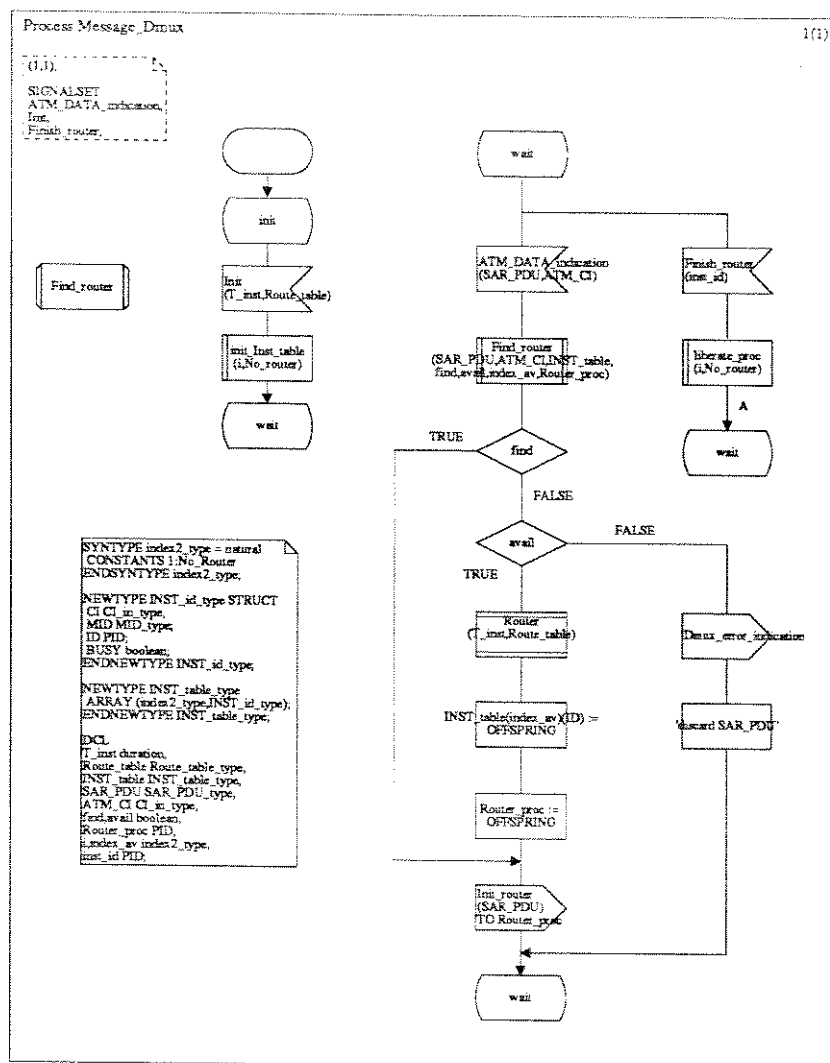 Process Message_Dmux
1(1)
(1,1).
SIGNALSET
ATM_DATA_indication,
Init,
Finish_router,
Find_router
init
Init
(T_inst,Route_table)
init_Inst_table
(i,No_router)
wait
wait
ATM_DATA_indication
(SAR_PDU,ATM_CI)
Finish_router
(inst_id)
Find_router
(SAR_PDU,ATM_CI,INST_table,
find,avail,index_av,Router_proc)
liberate_proc
(i,No_router)
A
wait
TRUE
find
FALSE
avail
FALSE
TRUE
Router
(T_inst,Route_table)
Dmux_error_indication
INST_table(index_av)(ID) :=
OFFSPRING
'discard SAR_PDU'
Router_proc :=
OFFSPRING
Init_router
(SAR_PDU)
TO Router_proc
wait
SYNTYPE index2_type = natural
CONSTANTS 1:No_Router
ENDSYNTYPE index2_type;
NEWTYPE INST_id_type STRUCT
CI CI_in_type,
MID MID_type;
ID PID;
BUSY boolean;
ENDNEWTYPE INST_id_type;
NEWTYPE INST_table_type
ARRAY (index2_type,INST_id_type);
ENDNEWTYPE INST_table_type;
DCL
T_inst duration,
Route_table Route_table_type,
INST_table INST_table_type,
SAR_PDU SAR_PDU_type,
ATM_CI CI_in_type,
find,avail boolean,
Router_proc PID,
i,index_av index2_type,
inst_id PID;